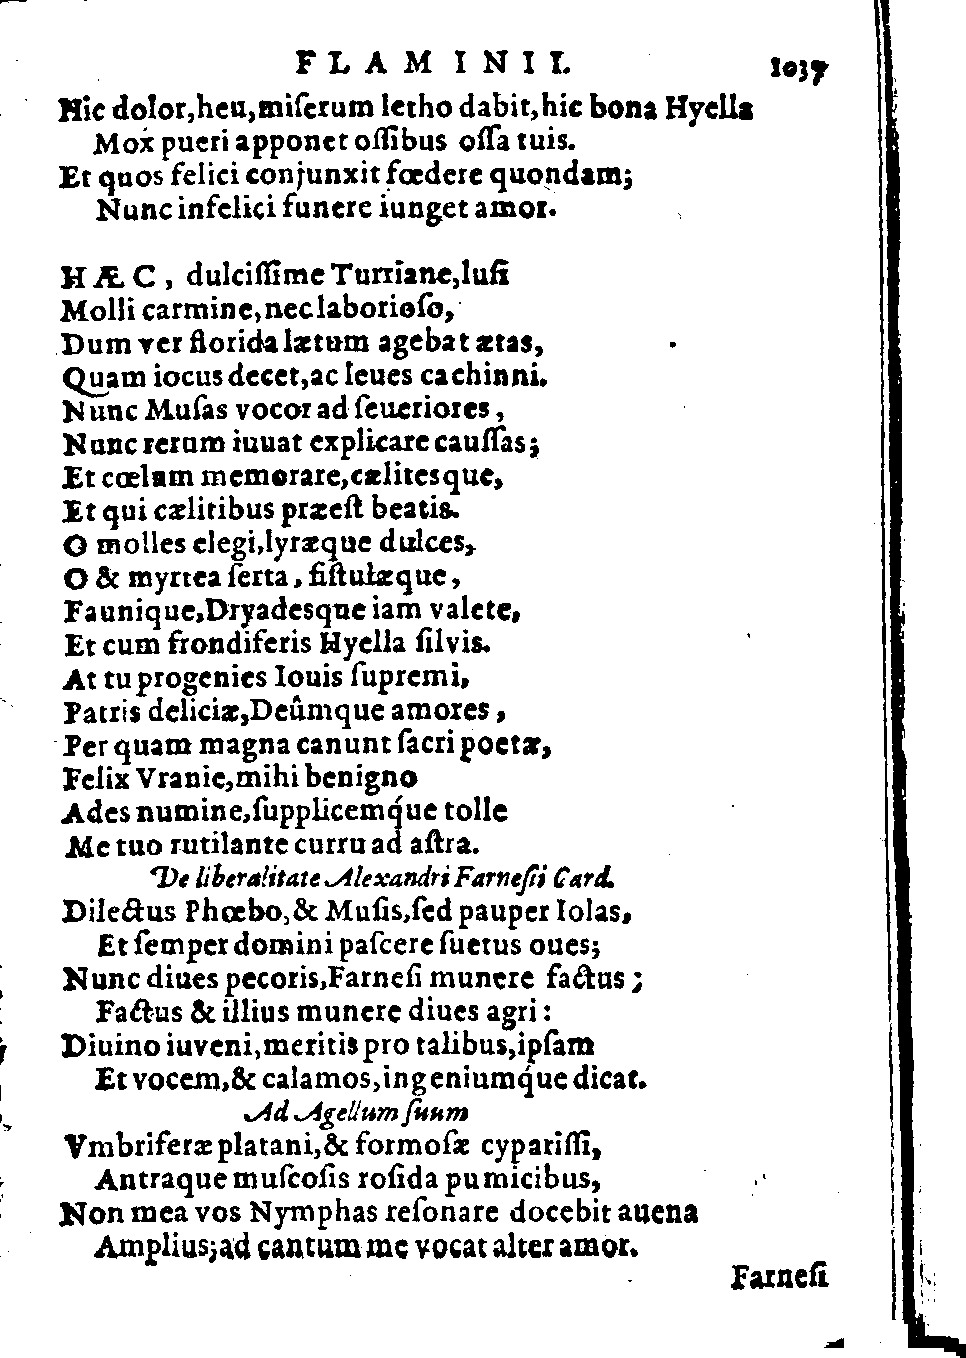 FLAMINII. 1037
Hic dolor,heu,miſerum letho dabit,hic bona Hyella
Mox pueri apponet oſſibus oſſa tuis.
Et quos felici conjunxit fœdere quondam;
Nunc infelici funere iunget amor.
HÆC, dulciſſime Turriane,luſi
Molli carmine,nec laborioſo,
Dum ver florida lætum agebat ætas,
Quam iocus decet,ac leues cachinni.
Nunc Muſas vocor ad ſeueriores,
Nunc rerum iuuat explicare cauſſas;
Et cœlum memorare,cælitesque,
Et qui cælitibus præeſt beatis.
O molles elegi,lyræque dulces,
O & myrtea ſerta, fiſtulæque,
Faunique,Dryadesque iam valete,
Et cum frondiferis Hyella ſilvis.
At tu progenies Iouis ſupremi,
Patris deliciæ,Deûmque amores,
Per quam magna canunt ſacri poetæ,
Felix Vranie,mihi benigno
Ades numine,ſupplicemq́ue tolle
Me tuo rutilante curru ad aſtra.
De liberalitate Alexandri Farneſii Card.
Dilectus Phœbo,& Muſis,ſed pauper Iolas,
Et ſemper domini paſcere ſuetus oues;
Nunc diues pecoris,Farneſi munere factus;
Factus & illius munere diues agri:
Diuino iuveni,meritis pro talibus,ipſam
Et vocem,& calamos,ingeniumq́ue dicat.
Ad Agellum ſuum
Vmbriferæ platani,& formoſæ cypariſſi,
Antraque muſcoſis roſida pumicibus,
Non mea vos Nymphas reſonare docebit auena
Amplius;ad cantum me vocat alter amor.
Farneſi